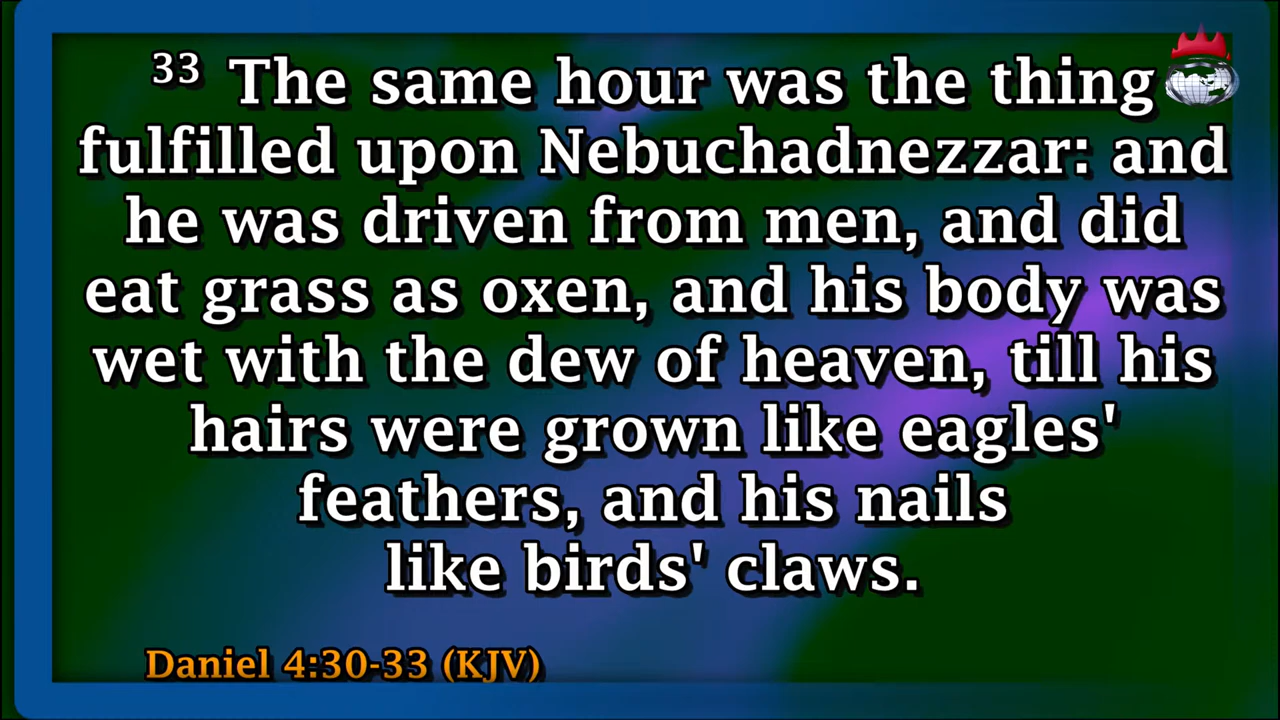 33 The same hour was the thing
fulfilled upon Nebuchadnezzar: and
he was driven from men, and did
eat grass as oxen, and his body was
wet with the dew of heaven, till his
hairs were grown like eagles'
feathers, and his nails
like birds' claws.
Daniel 4:30-33 (KJV)